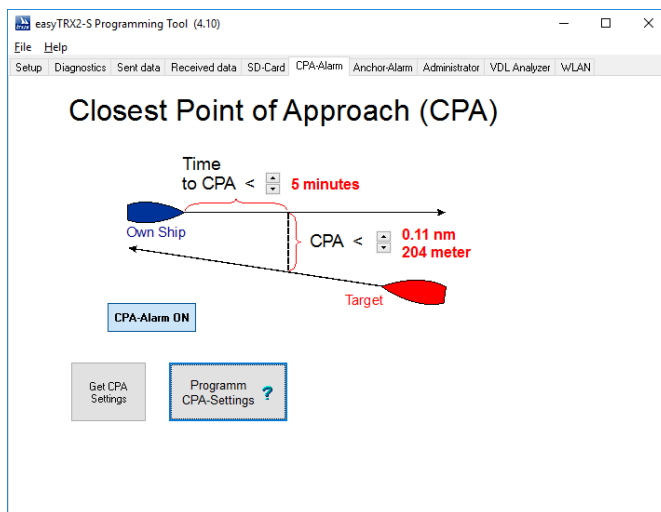 easyTRX2-S Programming Tool (4.10)
File Help
Setup Diagnostics Sent data Received data SD-Card CPA-Alarm Anchor-Alarm Administrator VDL Analyzer WLAN
Closest Point of Approach (CPA)
Time
to CPA < 5 minutes
Own Ship
CPA < 0.11 nm
204 meter
Target
CPA-Alarm ON
Get CPA
Settings
Programm
CPA-Settings ?